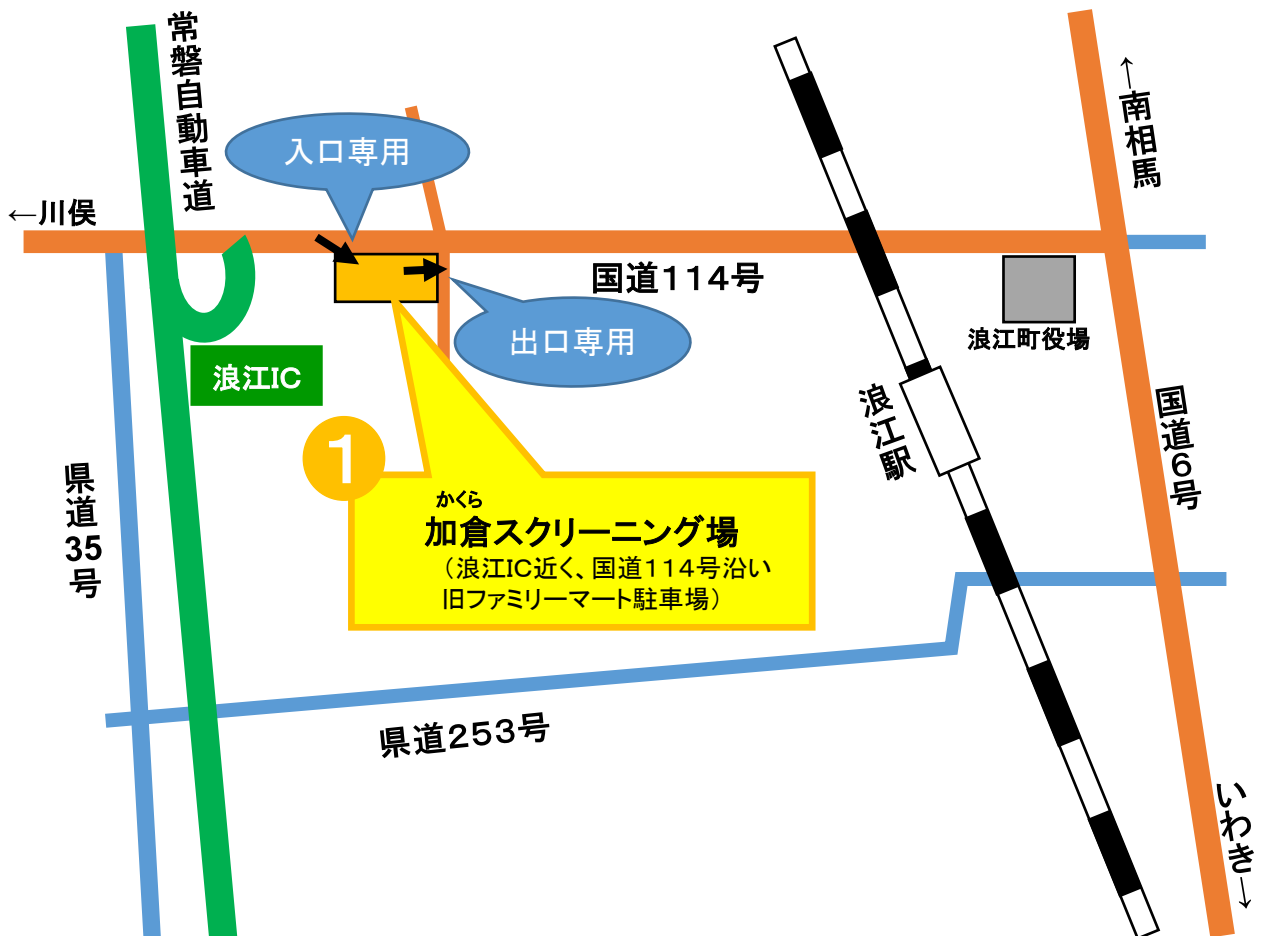 常磐自動車道
←南相馬
入口専用
←川俣
国道114号
出口専用
浪江町役場
浪江IC
浪江駅
国道6号
1
県道35号
かくら
加倉スクリーニング場
（浪江IC近く、国道114号沿い
旧ファミリーマート駐車場）
県道253号
いわき→